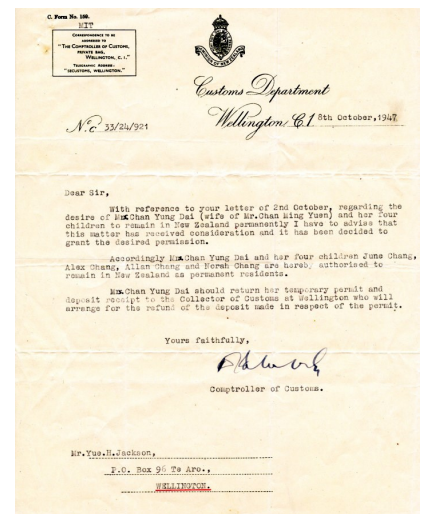 C. Form No. 159.
MIT
CORRESPONDENCE TO BE
ADDRESSED TO
"THE COMPTROLLER OF CUSTOMS,
PRIVATE BAG,
WELLINGTON, C. 1."
TELEGRAPHIC ADDRESS:
"SECUSTOMS, WELLINGTON."
Customs Department
Wellington, C.1 8th October, 1947
No. C 33/24/921
Dear Sir,
With reference to your letter of 2nd October, regarding the
desire of Chan Yung Dai (wife of Mr.Chan Ming Yuen) and her four
children to remain in New Zealand permanently I have to advise that
this matter has received consideration and it has been decided to
grant the desired permission.
Accordingly Chan Yung Dai and her four children June Chang,
Alex Chang, Allan Chang and Norah Chang are hereby authorised to
remain in New Zealand as permanent residents.
Chan Yung Dai should return her temporary permit and
deposit receipt to the Collector of Customs at Wellington who will
arrange for the refund of the deposit made in respect of the permit.
Yours faithfully,
Comptroller of Customs.
Mr.Yue.H.Jackson,
P.O. Box 96 Te Aro.,
WELLINGTON.